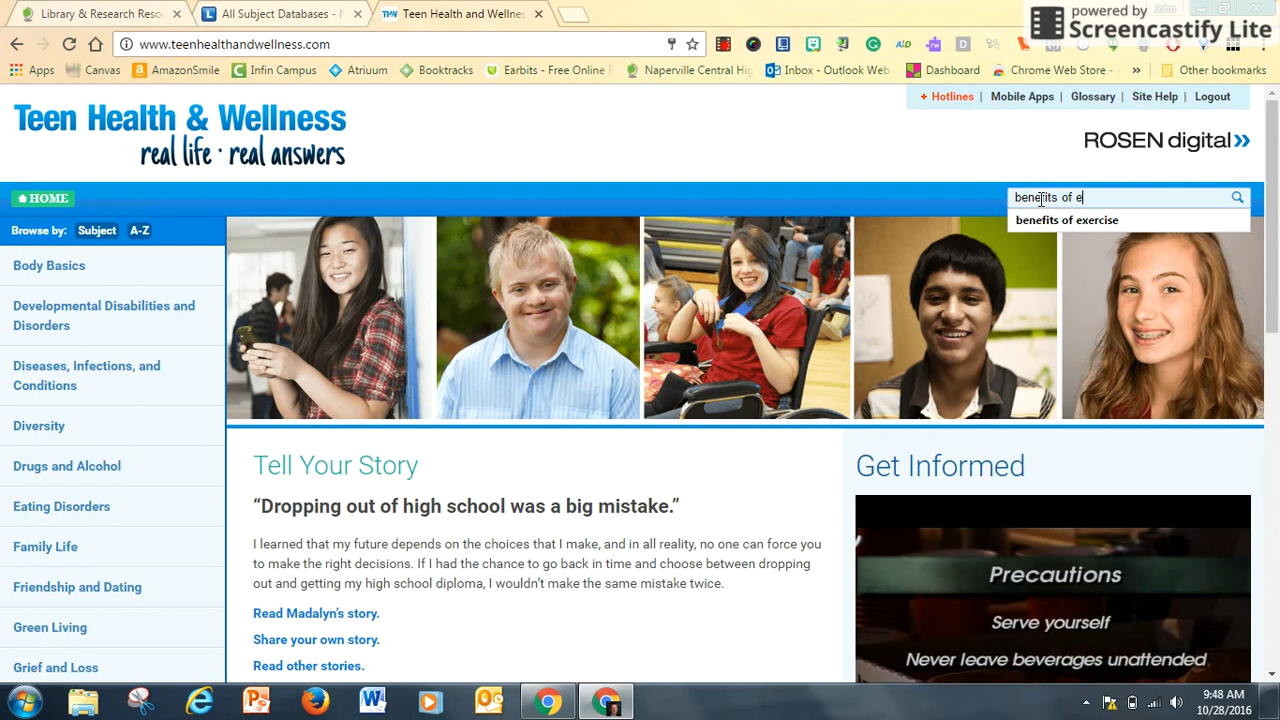 Library & Research Reso
All Subject Databases - N
Teen Health and Wellness
powered by
Screencastify Lite
www.teenhealthandwellness.com
Apps
Canvas
AmazonSmile
Infin Campus
Atrium
Booktracks
Earbits - Free Online
Naperville Central Hig
Inbox - Outlook Web
Dashboard
Chrome Web Store -
»
Other bookmarks
Teen Health & Wellness
real life · real answers
+ Hotlines | Mobile Apps | Glossary | Site Help | Logout
ROSEN digital»
HOME
benefits of e
benefits of exercise
Browse by: Subject A-Z
Body Basics
Developmental Disabilities and
Disorders
Diseases, Infections, and
Conditions
Diversity
Drugs and Alcohol
Eating Disorders
Family Life
Friendship and Dating
Green Living
Grief and Loss
Tell Your Story
“Dropping out of high school was a big mistake.”
I learned that my future depends on the choices that I make, and in all reality, no one can force you
to make the right decisions. If I had the chance to go back in time and choose between dropping
out and getting my high school diploma, I wouldn’t make the same mistake twice.
Read Madalyn’s story.
Share your own story.
Read other stories.
Get Informed
Precautions
Serve yourself
Never leave beverages unattended
9:48 AM
10/28/2016